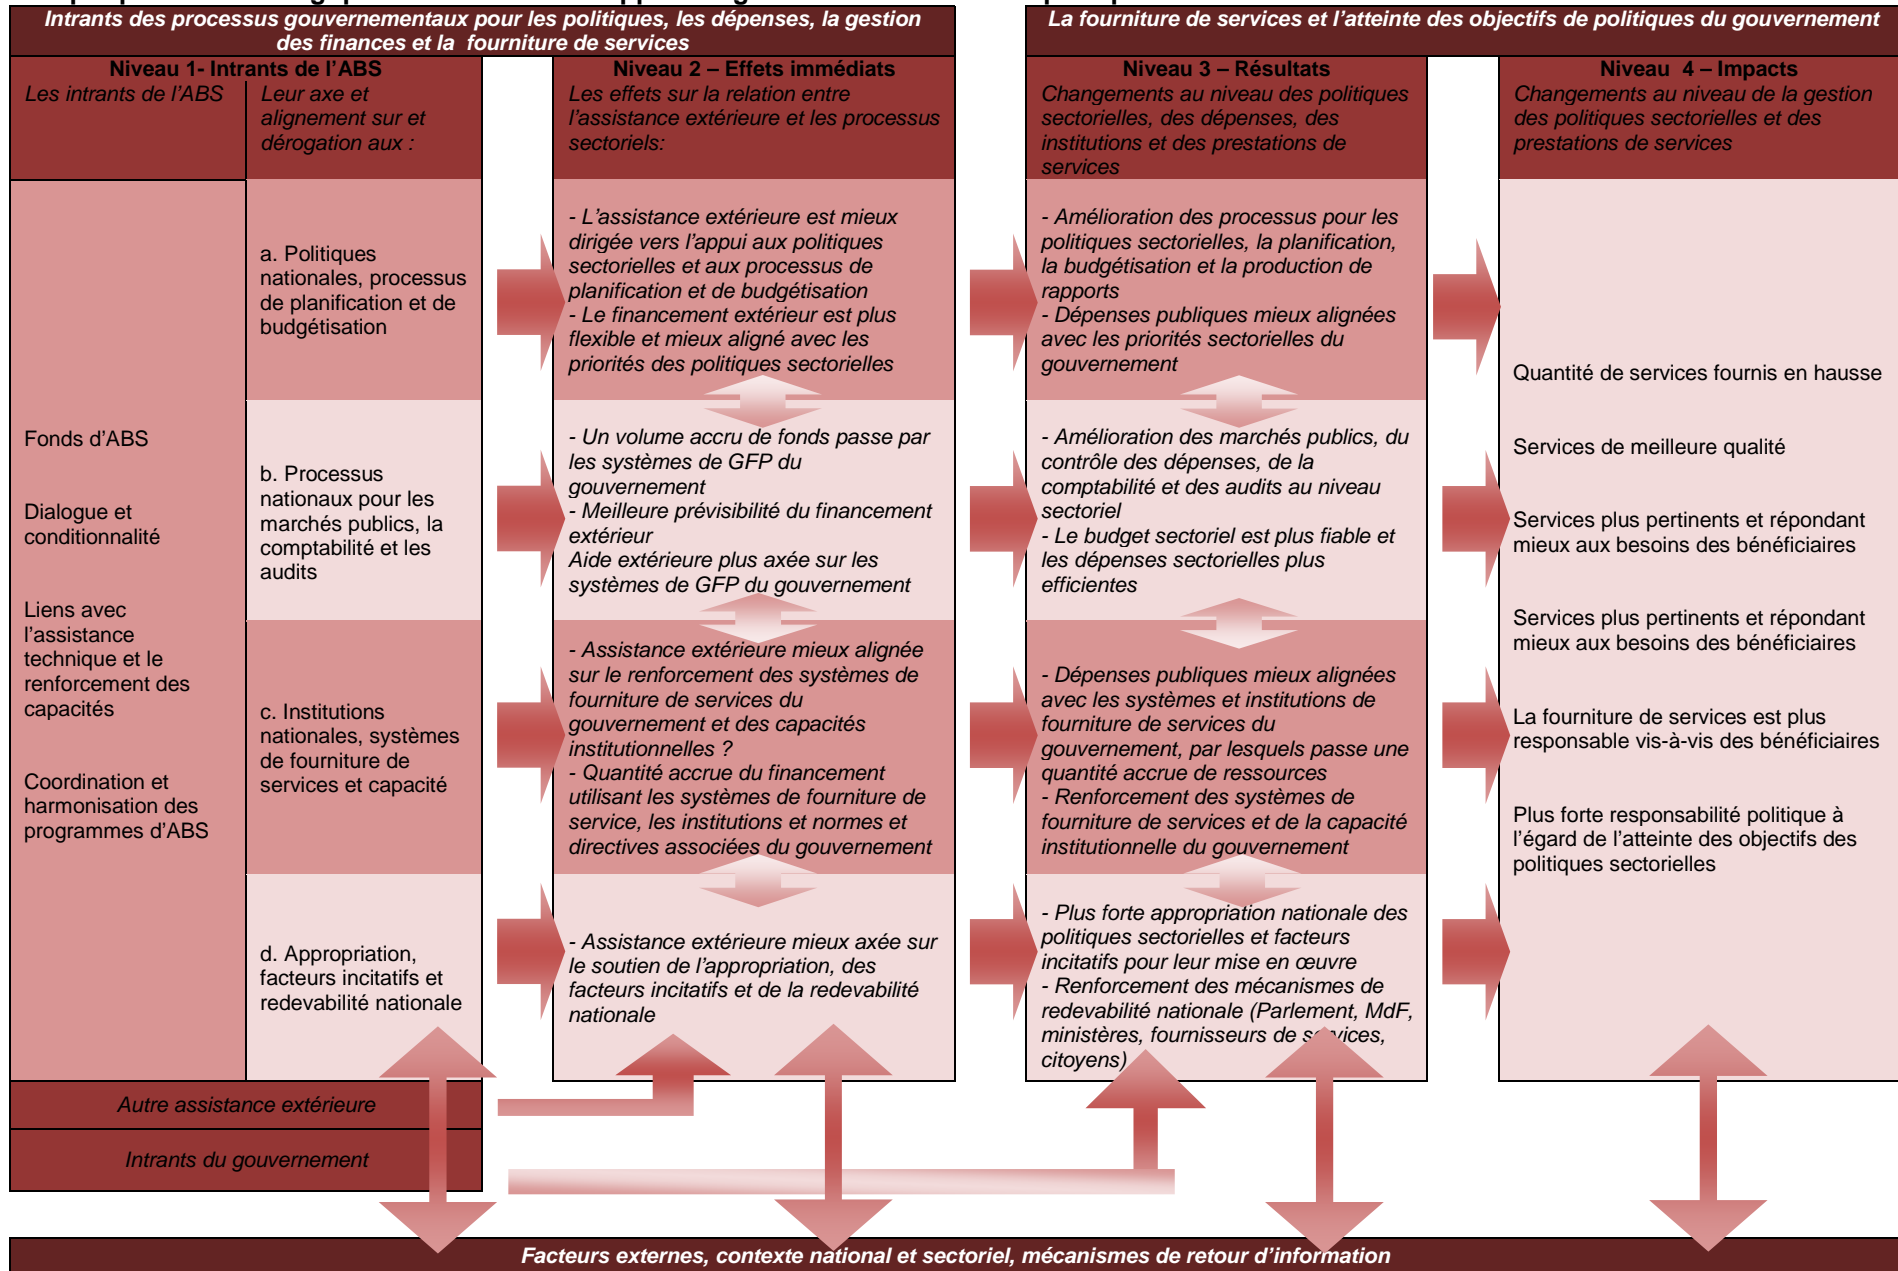 Intrants des processus gouvernementaux pour les politiques, les dépenses, la gestion
des finances et la fourniture de services
La fourniture de services et l'atteinte des objectifs de politiques du gouvernement
Niveau 1- Intrants de l'ABS
Les intrants de l'ABS
Leur axe et
alignement sur et
dérogation aux :
Niveau 2 – Effets immédiats
Les effets sur la relation entre
l'assistance extérieure et les processus
sectoriels:
Niveau 3 – Résultats
Changements au niveau des politiques
sectorielles, des dépenses, des
institutions et des prestations de
services
Niveau 4 – Impacts
Changements au niveau de la gestion
des politiques sectorielles et des
prestations de services
Fonds d'ABS
Dialogue et
conditionnalité
Liens avec
l'assistance
technique et le
renforcement des
capacités
Coordination et
harmonisation des
programmes d'ABS
a. Politiques
nationales, processus
de planification et de
budgétisation
- L'assistance extérieure est mieux
dirigée vers l'appui aux politiques
sectorielles et aux processus de
planification et de budgétisation
- Le financement extérieur est plus
flexible et mieux aligné avec les
priorités des politiques sectorielles
- Amélioration des processus pour les
politiques sectorielles, la planification,
la budgétisation et la production de
rapports
- Dépenses publiques mieux alignées
avec les priorités sectorielles du
gouvernement
b. Processus
nationaux pour les
marchés publics, la
comptabilité et les
audits
- Un volume accru de fonds passe par
les systèmes de GFP du
gouvernement
- Meilleure prévisibilité du financement
extérieur
Aide extérieure plus axée sur les
systèmes de GFP du gouvernement
- Amélioration des marchés publics, du
contrôle des dépenses, de la
comptabilité et des audits au niveau
sectoriel
- Le budget sectoriel est plus fiable et
les dépenses sectorielles plus
efficientes
c. Institutions
nationales, systèmes
de fourniture de
services et capacité
- Assistance extérieure mieux alignée
sur le renforcement des systèmes de
fourniture de services du
gouvernement et des capacités
institutionnelles ?
- Quantité accrue du financement
utilisant les systèmes de fourniture de
service, les institutions et normes et
directives associées du gouvernement
- Dépenses publiques mieux alignées
avec les systèmes et institutions de
fourniture de services du
gouvernement, par lesquels passe une
quantité accrue de ressources
- Renforcement des systèmes de
fourniture de services et de la capacité
institutionnelle du gouvernement
d. Appropriation,
facteurs incitatifs et
redevabilité nationale
- Assistance extérieure mieux axée sur
le soutien de l'appropriation, des
facteurs incitatifs et de la redevabilité
nationale
- Plus forte appropriation nationale des
politiques sectorielles et facteurs
incitatifs pour leur mise en œuvre
- Renforcement des mécanismes de
redevabilité nationale (Parlement, MdF,
ministères, fournisseurs de services,
citoyens)
Quantité de services fournis en hausse
Services de meilleure qualité
Services plus pertinents et répondant
mieux aux besoins des bénéficiaires
Services plus pertinents et répondant
mieux aux besoins des bénéficiaires
La fourniture de services est plus
responsable vis-à-vis des bénéficiaires
Plus forte responsabilité politique à
l'égard de l'atteinte des objectifs des
politiques sectorielles
Autre assistance extérieure
Intrants du gouvernement
Facteurs externes, contexte national et sectoriel, mécanismes de retour d'information